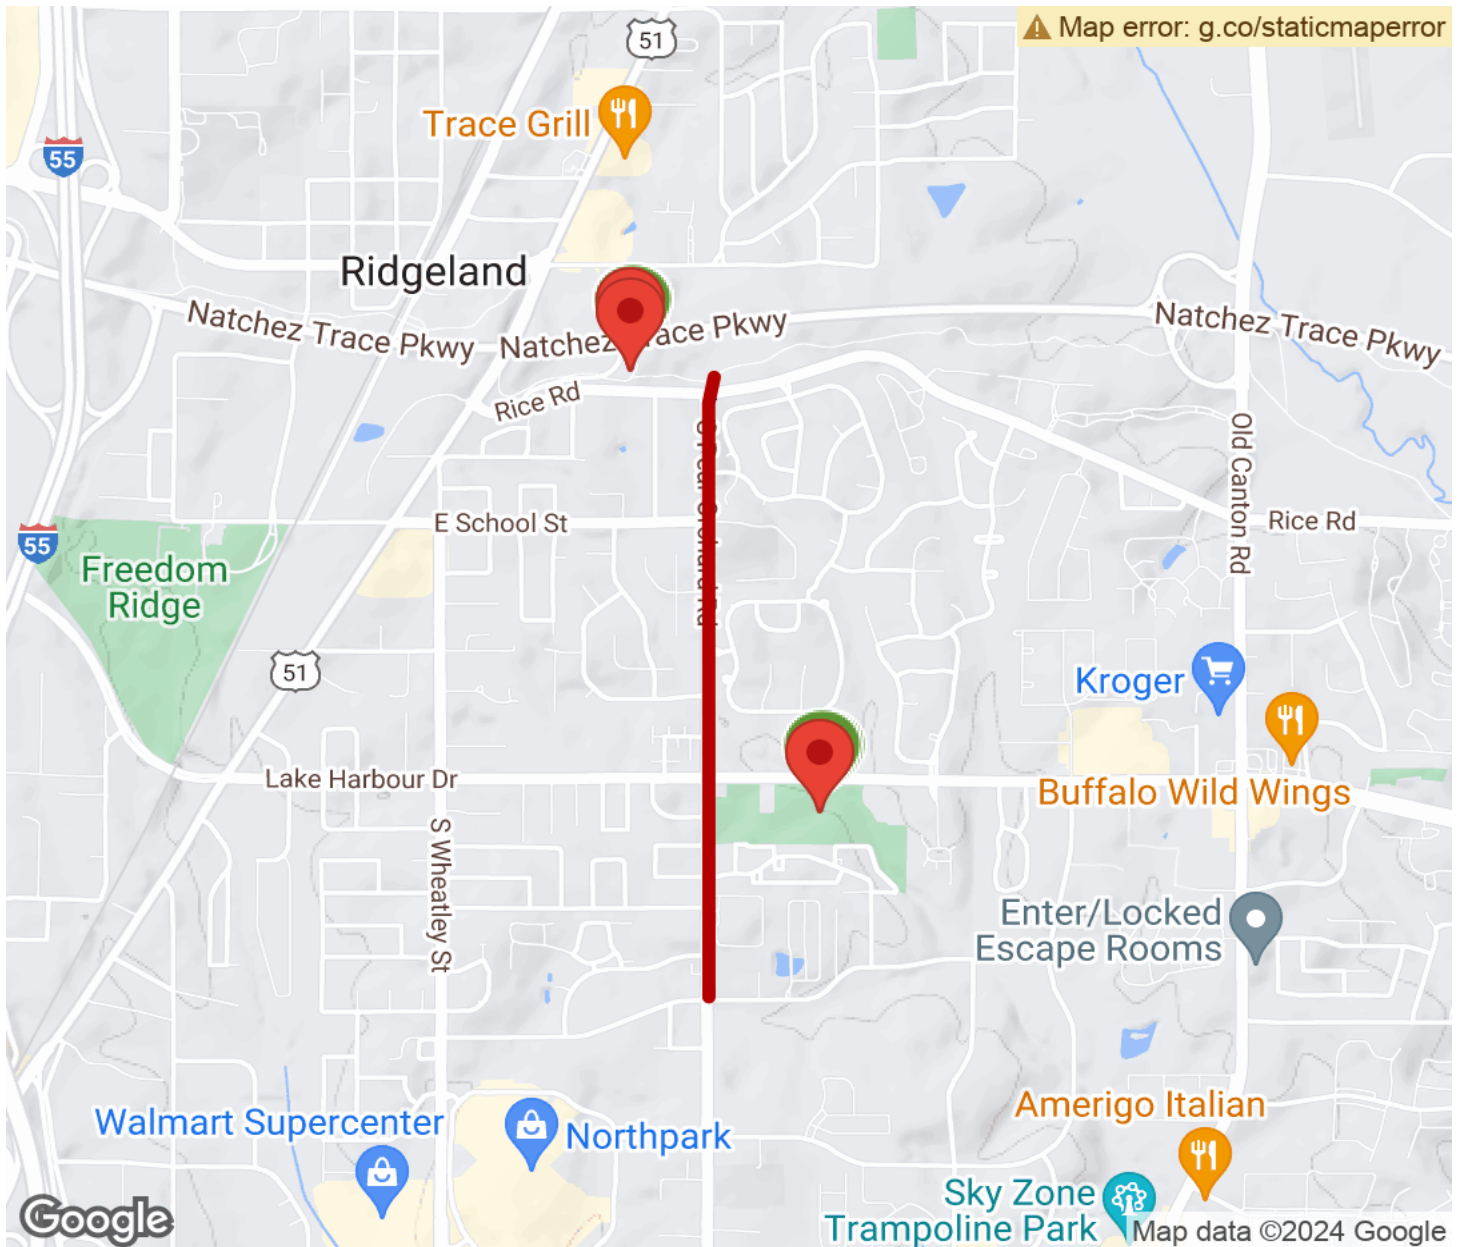 Map error: g.co/staticmaperror
51
Trace Grill
55
Ridgeland
Natchez Trace Pkwy
Natchez Trace Pkwy
Natchez Trace Pkwy
Rice Rd
Old Canton Rd
E School St
Rice Rd
55
Freedom
Ridge
51
Kroger
Lake Harbour Dr
Buffalo Wild Wings
S Wheatley St
Enter/Locked
Escape Rooms
Walmart Supercenter
Northpark
Amerigo Italian
Sky Zone
Trampoline Park
Google
Map data ©2024 Google